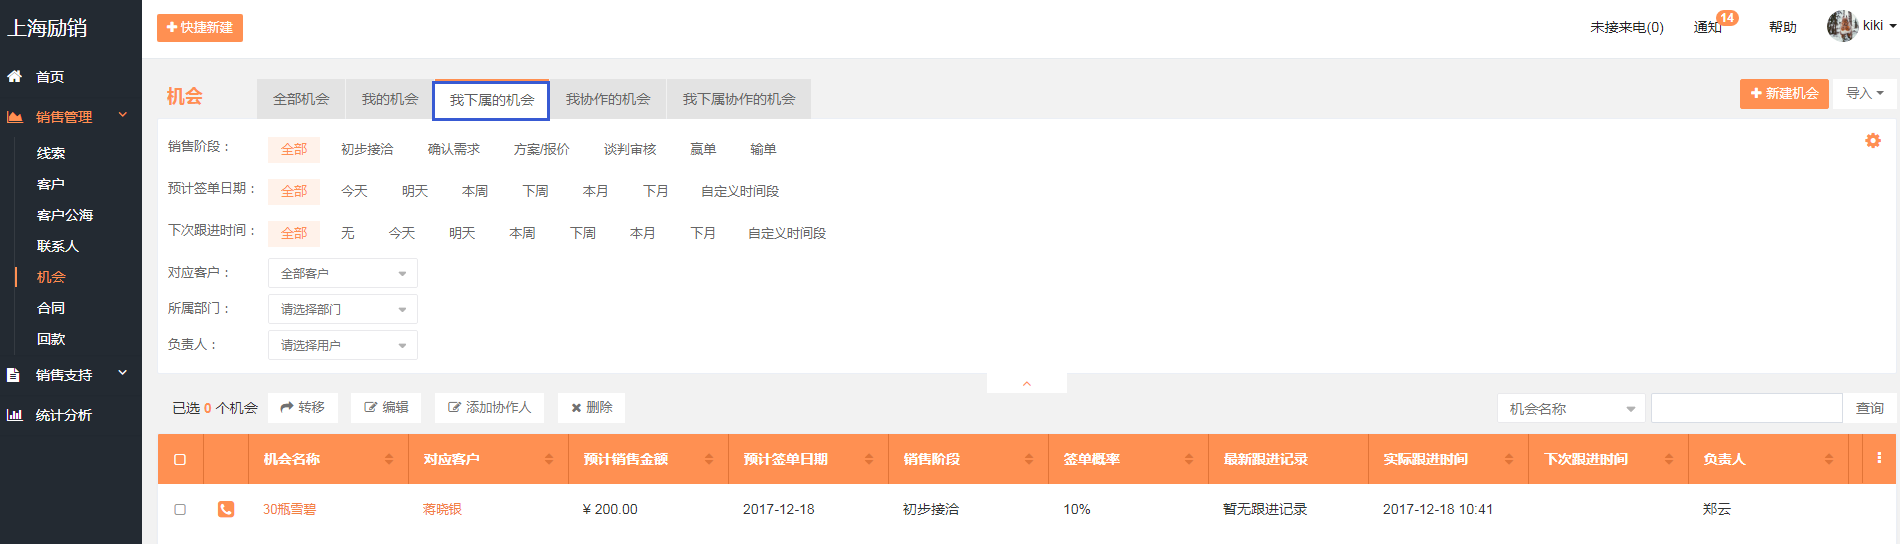 上海励销
快捷新建
未接来电(0) 通知 14 帮助 kiki
首页
销售管理
线索
客户
客户公海
联系人
机会
合同
回款
销售支持
统计分析
机会
全部机会 我的机会 我下属的机会 我协作的机会 我下属协作的机会
新建机会 导入
销售阶段： 全部 初步接洽 确认需求 方案/报价 谈判审核 赢单 输单
预计签单日期： 全部 今天 明天 本周 下周 本月 下月 自定义时间段
下次跟进时间： 全部 无 今天 明天 本周 下周 本月 下月 自定义时间段
对应客户： 全部客户
所属部门： 请选择部门
负责人： 请选择用户
已选 0 个机会 转移 编辑 添加协作人 删除
机会名称 查询
机会名称 对应客户 预计销售金额 预计签单日期 销售阶段 签单概率 最新跟进记录 实际跟进时间 下次跟进时间 负责人
30瓶雪碧 蒋晓银 ¥ 200.00 2017-12-18 初步接洽 10% 暂无跟进记录 2017-12-18 10:41 郑云